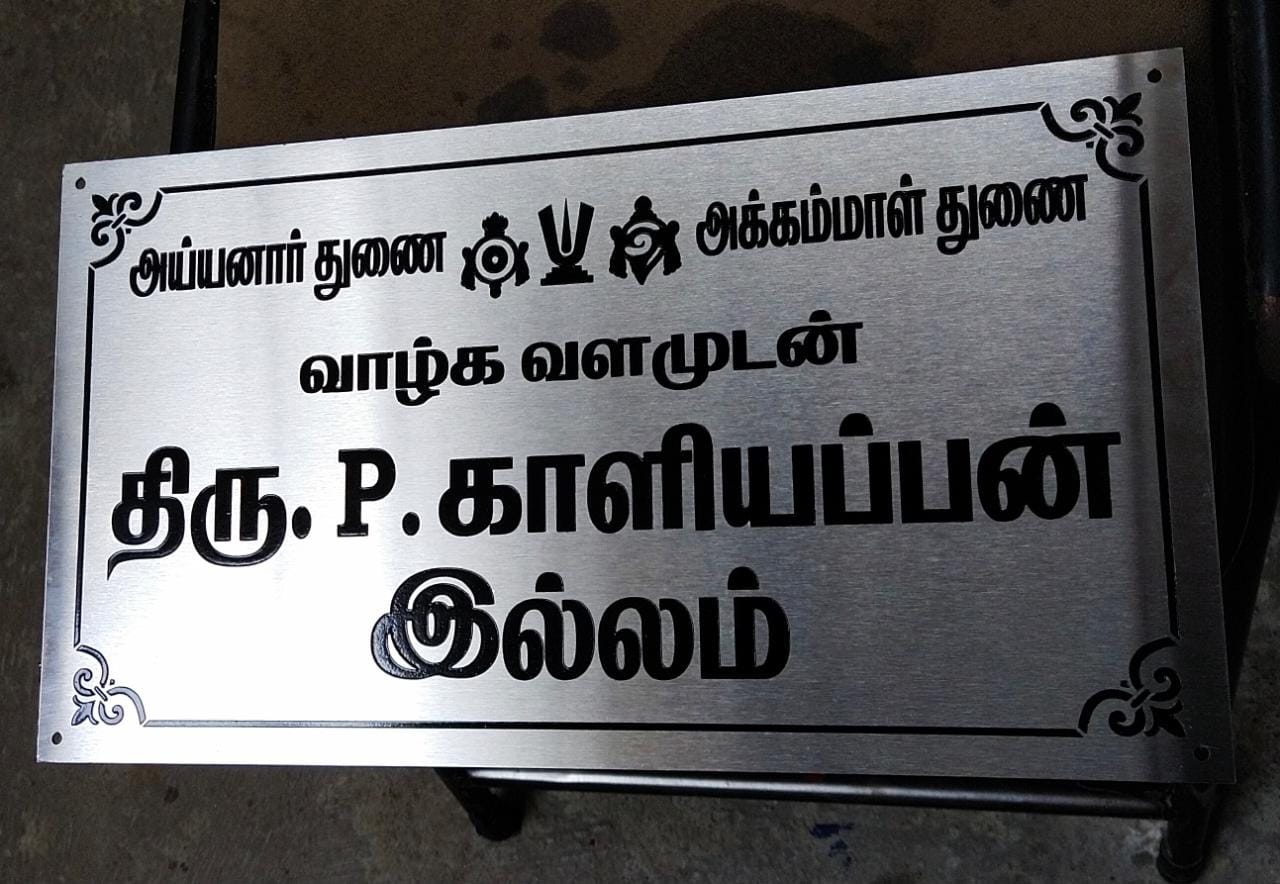 அய்யனார் துணை அக்கம்மாள் துணை
வாழ்க வளமுடன்
திரு. P. காளியப்பன்
இல்லம்